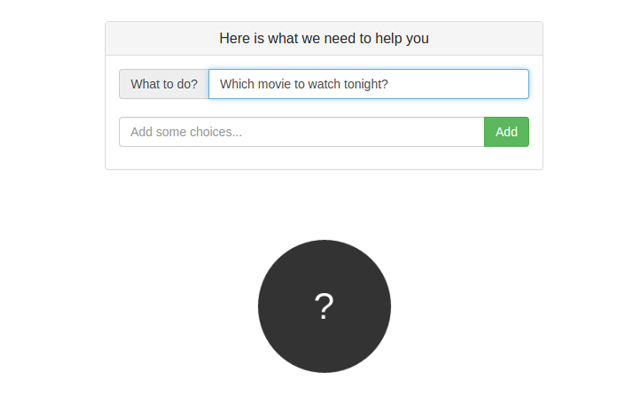 Here is what we need to help you
What to do? Which movie to watch tonight?
Add some choices... Add
?